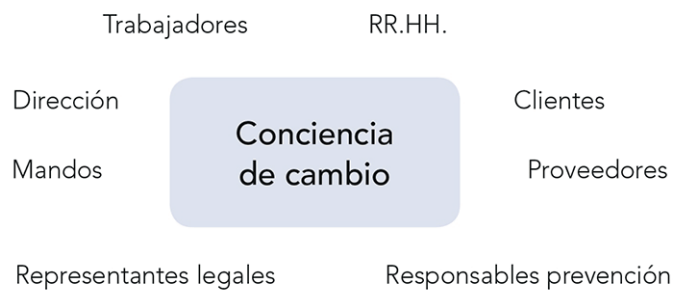 Trabajadores
RR.HH.
Dirección
Clientes
Conciencia
de cambio
Mandos
Proveedores
Representantes legales
Responsables prevención